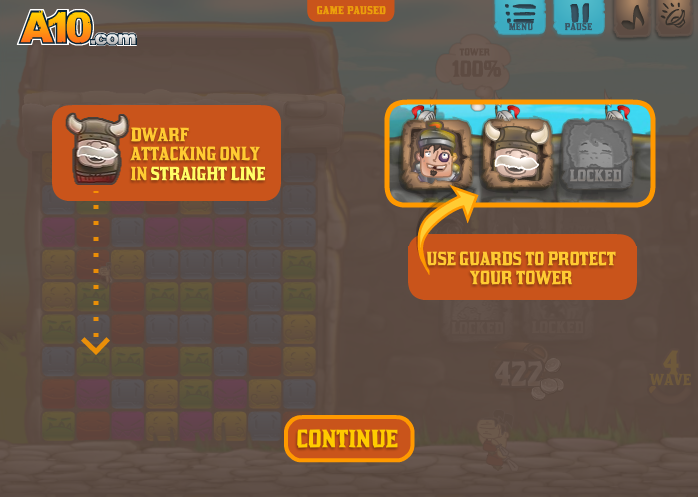 GAME PAUSED
A10.com
MENU
PAUSE
TOWER
100%
DWARF
ATTACKING ONLY
IN STRAIGHT LINE
LOCKED
USE GUARDS TO PROTECT
YOUR TOWER
LOCKED
LOCKED
422
4
WAVE
CONTINUE